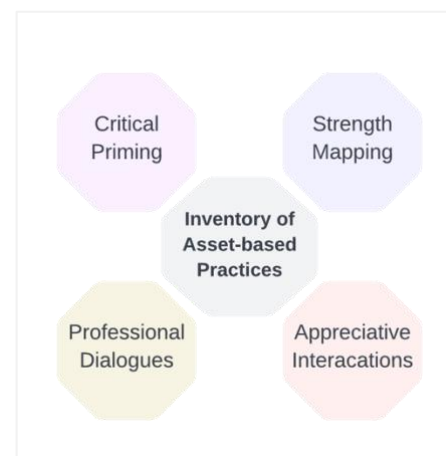 Critical
Priming
Strength
Mapping
Inventory of
Asset-based
Practices
Professional
Dialogues
Appreciative
Interacations